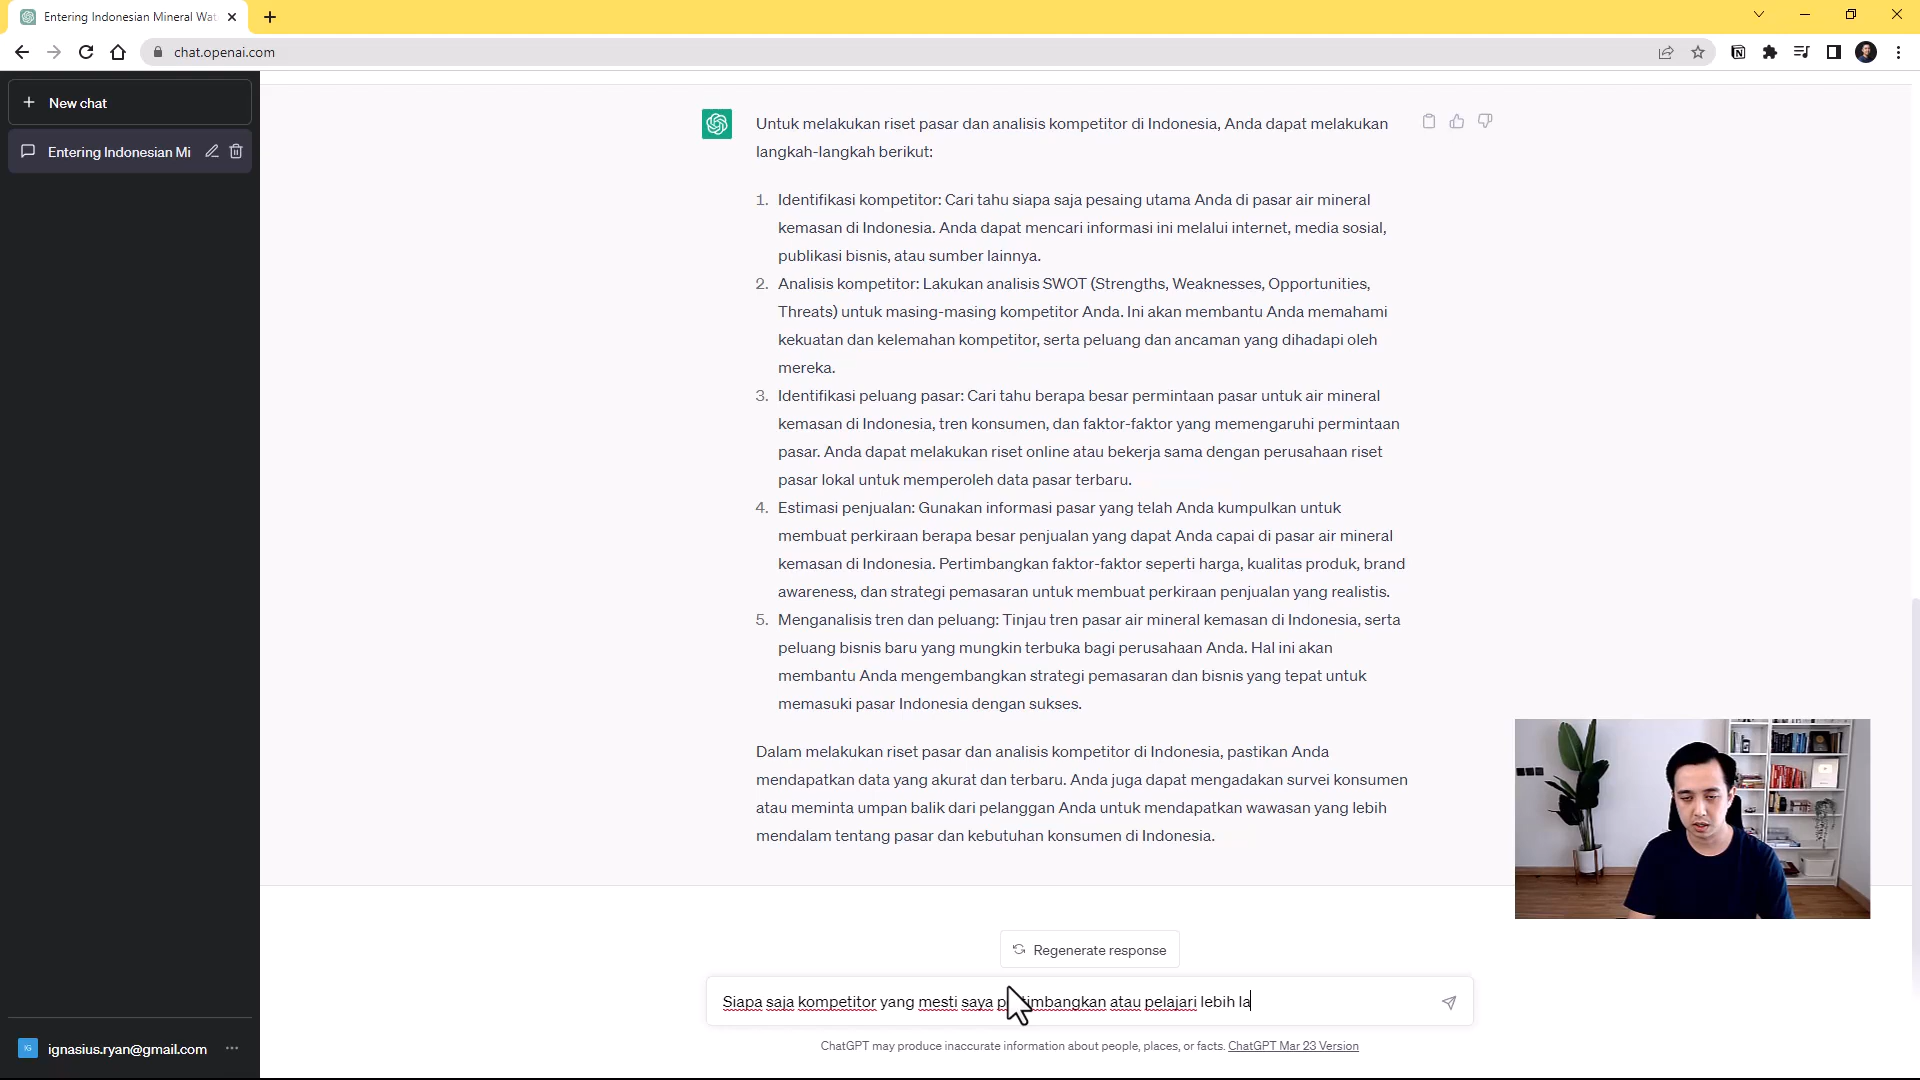 Entering Indonesian Mineral Wat
chat.openai.com
New chat
Entering Indonesian Mi
Untuk melakukan riset pasar dan analisis kompetitor di Indonesia, Anda dapat melakukan
langkah-langkah berikut:
1. Identifikasi kompetitor: Cari tahu siapa saja pesaing utama Anda di pasar air mineral
kemasan di Indonesia. Anda dapat mencari informasi ini melalui internet, media sosial,
publikasi bisnis, atau sumber lainnya.
2. Analisis kompetitor: Lakukan analisis SWOT (Strengths, Weaknesses, Opportunities,
Threats) untuk masing-masing kompetitor Anda. Ini akan membantu Anda memahami
kekuatan dan kelemahan kompetitor, serta peluang dan ancaman yang dihadapi oleh
mereka.
3. Identifikasi peluang pasar: Cari tahu berapa besar permintaan pasar untuk air mineral
kemasan di Indonesia, tren konsumen, dan faktor-faktor yang memengaruhi permintaan
pasar. Anda dapat melakukan riset online atau bekerja sama dengan perusahaan riset
pasar lokal untuk memperoleh data pasar terbaru.
4. Estimasi penjualan: Gunakan informasi pasar yang telah Anda kumpulkan untuk
membuat perkiraan berapa besar penjualan yang dapat Anda capai di pasar air mineral
kemasan di Indonesia. Pertimbangkan faktor-faktor seperti harga, kualitas produk, brand
awareness, dan strategi pemasaran untuk membuat perkiraan penjualan yang realistis.
5. Menganalisis tren dan peluang: Tinjau tren pasar air mineral kemasan di Indonesia, serta
peluang bisnis baru yang mungkin terbuka bagi perusahaan Anda. Hal ini akan
membantu Anda mengembangkan strategi pemasaran dan bisnis yang tepat untuk
memasuki pasar Indonesia dengan sukses.
Dalam melakukan riset pasar dan analisis kompetitor di Indonesia, pastikan Anda
mendapatkan data yang akurat dan terbaru. Anda juga dapat mengadakan survei konsumen
atau meminta umpan balik dari pelanggan Anda untuk mendapatkan wawasan yang lebih
mendalam tentang pasar dan kebutuhan konsumen di Indonesia.
Regenerate response
Siapa saja kompetitor yang mesti saya pertimbangkan atau pelajari lebih la
ChatGPT may produce inaccurate information about people, places, or facts. ChatGPT Mar 23 Version
IG ignasius.ryan@gmail.com